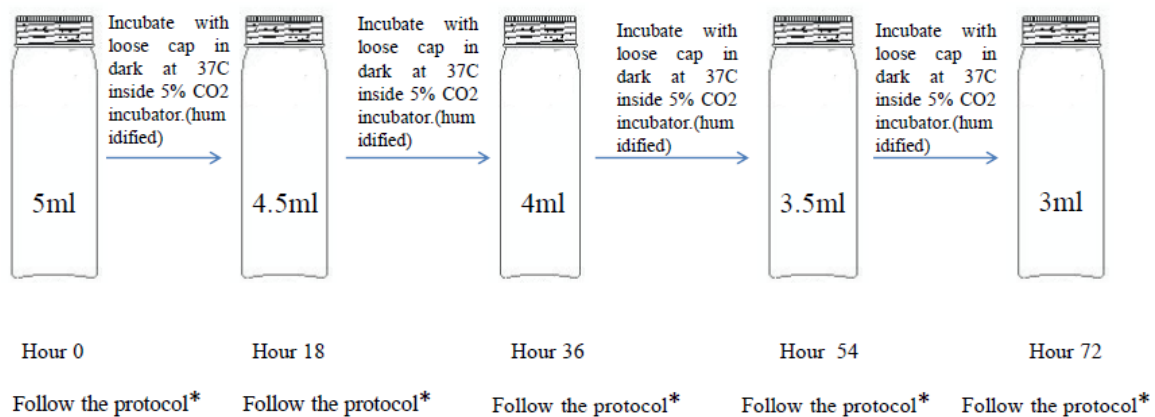 Incubate with
loose cap in
dark at 37C
inside 5% CO2
incubator.(hum
idified)
Incubate with
loose cap in
dark at 37C
inside 5% CO2
incubator.(hum
idified)
Incubate with
loose cap in
dark at 37C
inside 5% CO2
incubator.(hum
idified)
Incubate with
loose cap in
dark at 37C
inside 5% CO2
incubator.(hum
idified)
5ml
4.5ml
4ml
3.5ml
3ml
Hour 0
Hour 18
Hour 36
Hour 54
Hour 72
Follow the protocol*
Follow the protocol*
Follow the protocol*
Follow the protocol*
Follow the protocol*